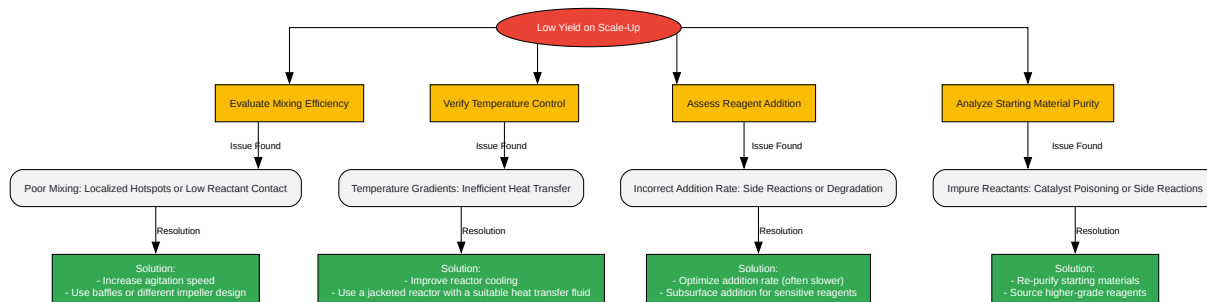 Low Yield on Scale-Up
Evaluate Mixing Efficiency
Verify Temperature Control
Assess Reagent Addition
Analyze Starting Material Purity
Issue Found
Issue Found
Issue Found
Issue Found
Poor Mixing: Localized Hotspots or Low Reactant Contact
Temperature Gradients: Inefficient Heat Transfer
Incorrect Addition Rate: Side Reactions or Degradation
Impure Reactants: Catalyst Poisoning or Side Reactions
Resolution
Resolution
Resolution
Resolution
Solution:
- Increase agitation speed
- Use baffles or different impeller design
Solution:
- Improve reactor cooling
- Use a jacketed reactor with a suitable heat transfer fluid
Solution:
- Optimize addition rate (often slower)
- Subsurface addition for sensitive reagents
Solution:
- Re-purify starting materials
- Source higher-grade reagents